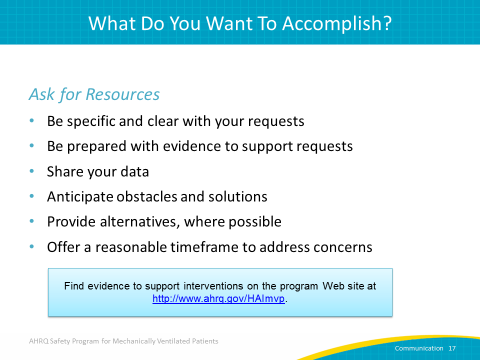 What Do You Want To Accomplish?
Ask for Resources
• Be specific and clear with your requests
• Be prepared with evidence to support requests
• Share your data
• Anticipate obstacles and solutions
• Provide alternatives, where possible
• Offer a reasonable timeframe to address concerns
Find evidence to support interventions on the program Web site at
http://www.ahrq.gov/HAImvp.
AHRQ Safety Program for Mechanically Ventilated Patients
Communication 17